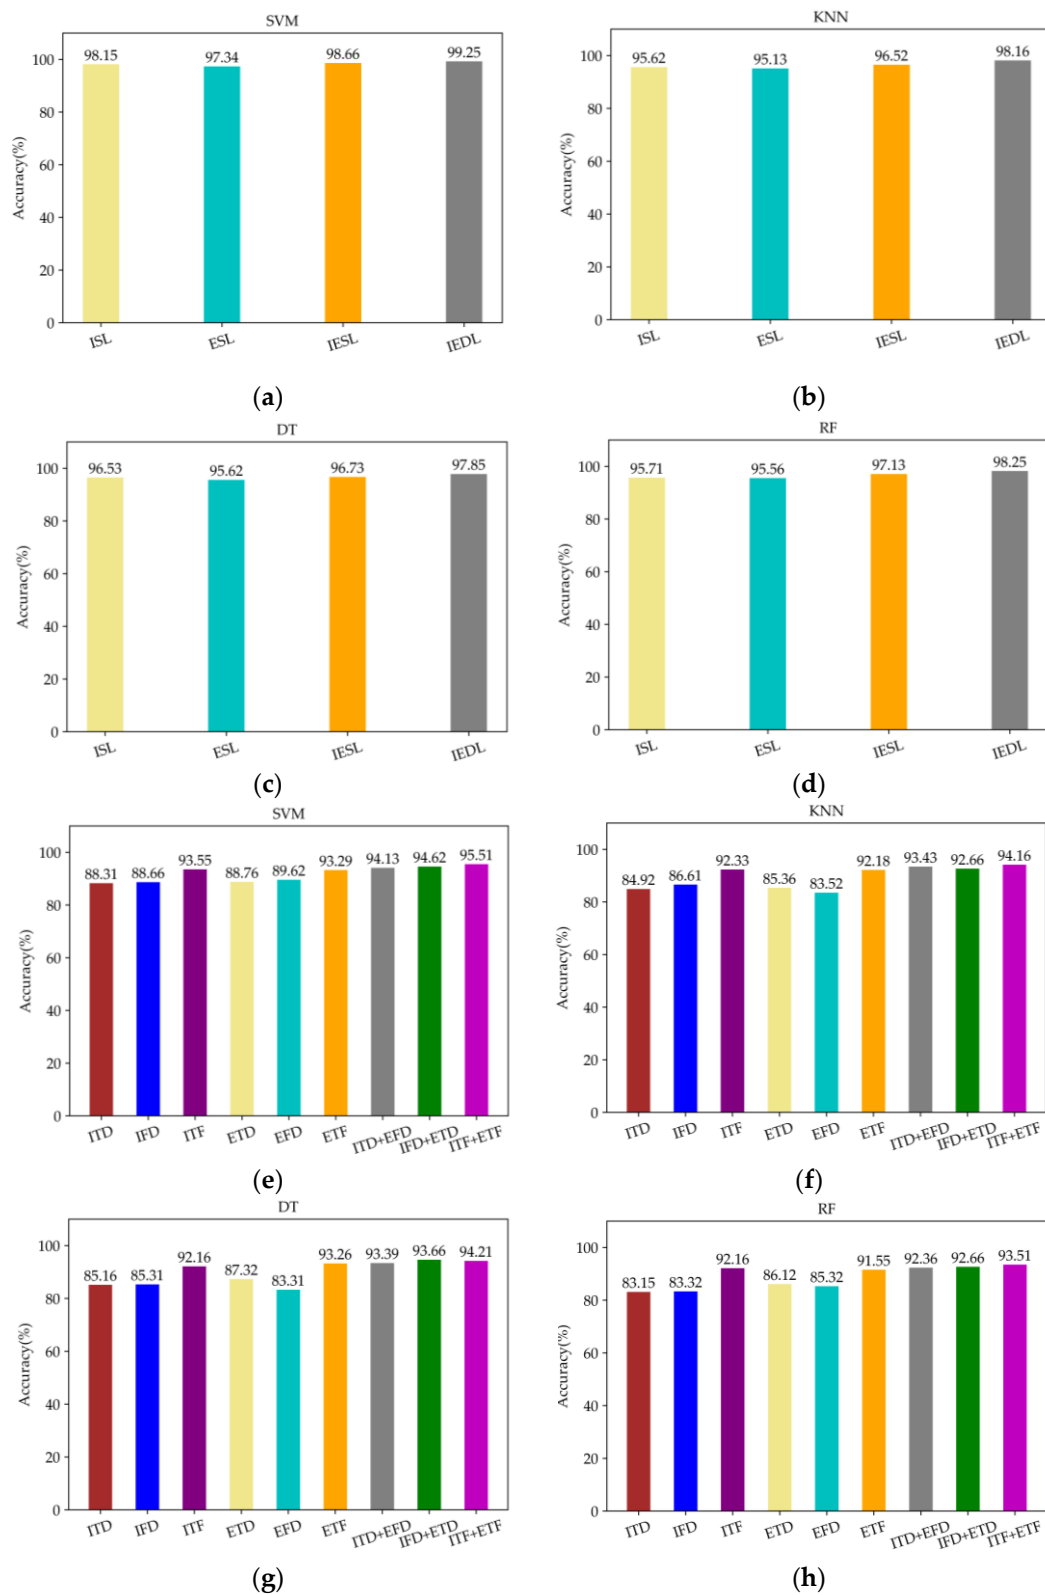 SVM
Accuracy(%)
100
80
60
40
20
0
98.15 97.34 98.66 99.25
ISL ESL IESL IEDL
(a)
KNN
Accuracy(%)
100
80
60
40
20
0
95.62 95.13 96.52 98.16
ISL ESL IESL IEDL
(b)
DT
Accuracy(%)
100
80
60
40
20
0
96.53 95.62 96.73 97.85
ISL ESL IESL IEDL
(c)
RF
Accuracy(%)
100
80
60
40
20
0
95.71 95.56 97.13 98.25
ISL ESL IESL IEDL
(d)
SVM
Accuracy(%)
100
80
60
40
20
0
88.31 88.66 93.55 88.76 89.62 93.29 94.13 94.62 95.51
ITD IFD ITF ETD EFD ETF ITD+EFD IFD+ETD ITF+ETF
(e)
KNN
Accuracy(%)
100
80
60
40
20
0
84.92 86.61 92.33 85.36 83.52 92.18 93.43 92.66 94.16
ITD IFD ITF ETD EFD ETF ITD+EFD IFD+ETD ITF+ETF
(f)
DT
Accuracy(%)
100
80
60
40
20
0
85.16 85.31 92.16 87.32 83.31 93.26 93.39 93.66 94.21
ITD IFD ITF ETD EFD ETF ITD+EFD IFD+ETD ITF+ETF
(g)
RF
Accuracy(%)
100
80
60
40
20
0
83.15 83.32 92.16 86.12 85.32 91.55 92.36 92.66 93.51
ITD IFD ITF ETD EFD ETF ITD+EFD IFD+ETD ITF+ETF
(h)